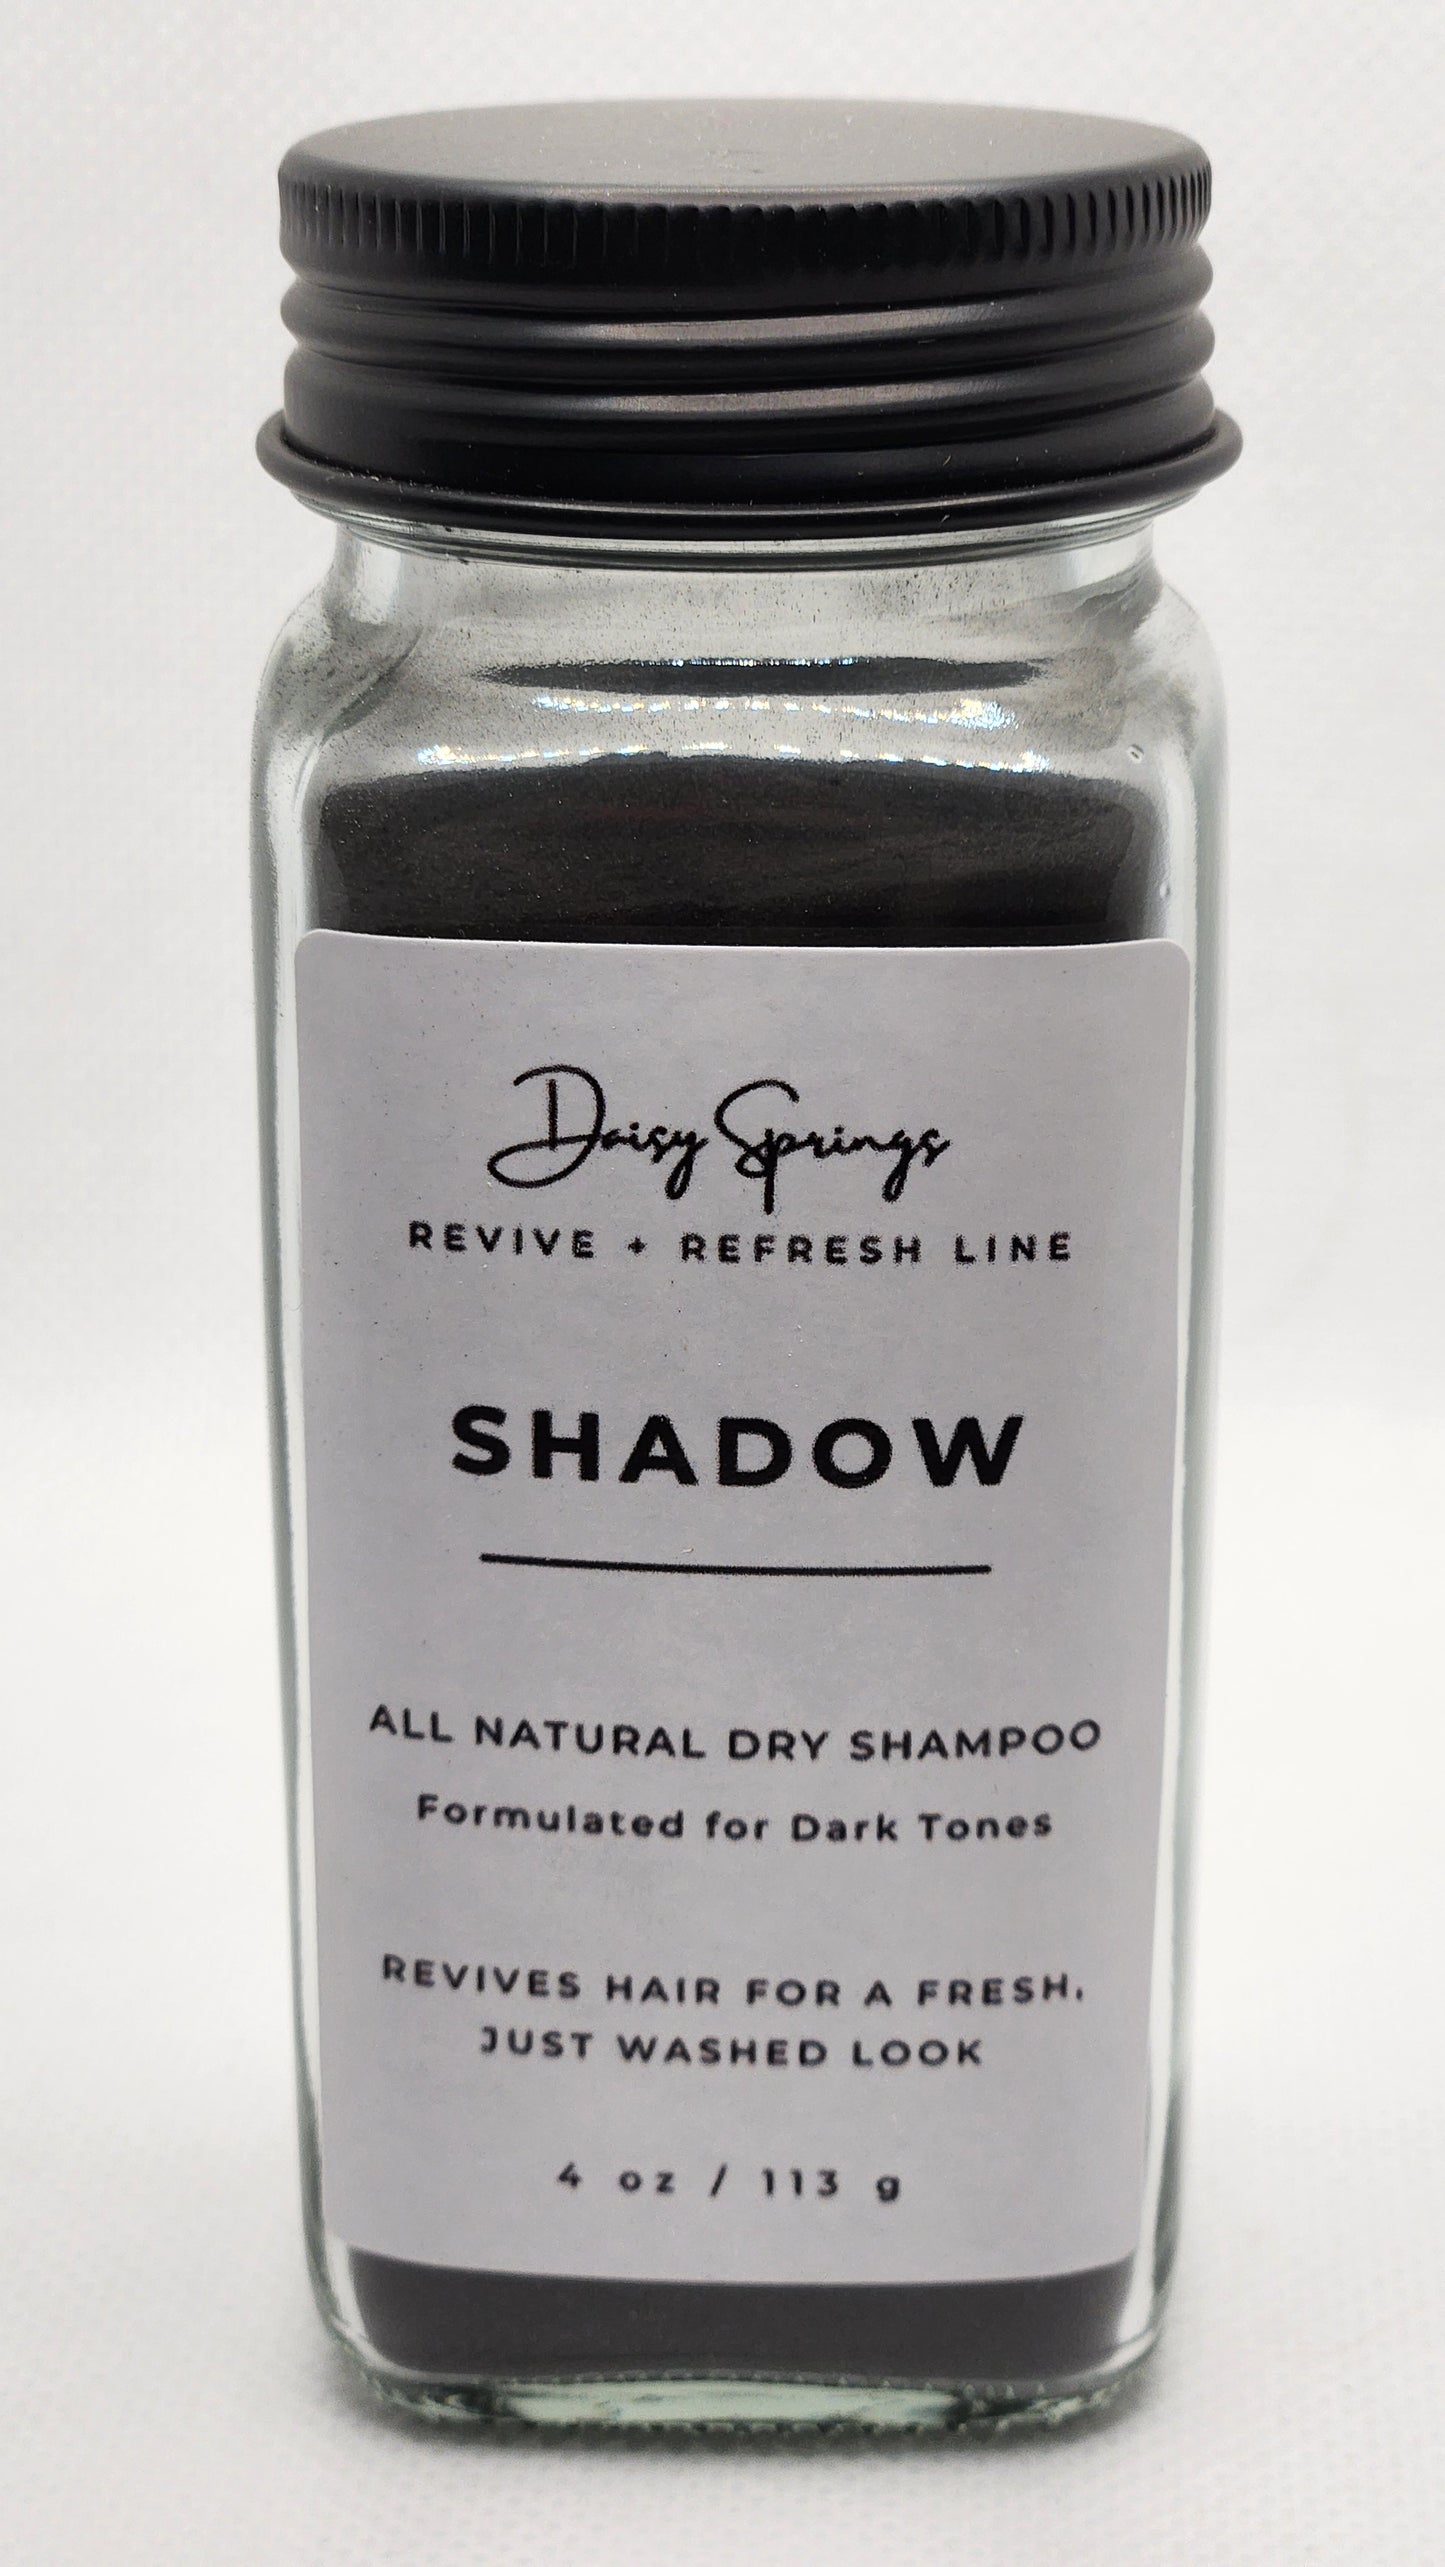 Daisy Springs
REVIVE + REFRESH LINE
SHADOW
ALL NATURAL DRY SHAMPOO
Formulated for Dark Tones
REVIVES HAIR FOR A FRESH,
JUST WASHED LOOK
4 oz / 113 g